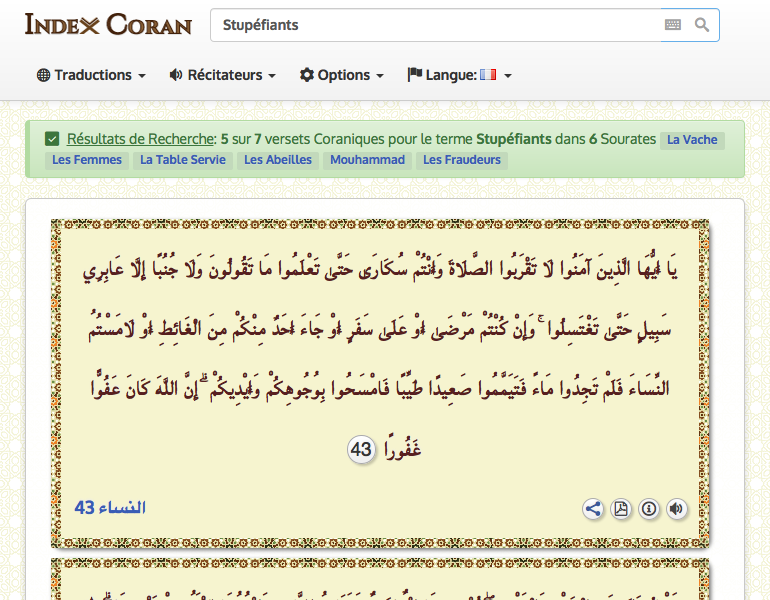 Index Coran
Stupéfiants
Traductions
Récitateurs
Options
Langue:
Résultats de Recherche: 5 sur 7 versets Coraniques pour le terme Stupéfiants dans 6 Sourates La Vache
Les Femmes La Table Servie Les Abeilles Mouhammad Les Fraudeurs
يَا أَيُّهَا الَّذِينَ آمَنُوا لَا تَقْرَبُوا الصَّلَاةَ وَأَنْتُمْ سُكَارَى حَتَّى تَعْلَمُوا مَا تَقُولُونَ وَلَا جُنُبًا إِلَّا عَابِرِي
سَبِيلٍ حَتَّى تَغْتَسِلُوا ۚ وَإِنْ كُنْتُمْ مَرْضَى أَوْ عَلَى سَفَرٍ أَوْ جَاءَ أَحَدٌ مِنْكُمْ مِنَ الْغَائِطِ أَوْ لَامَسْتُمُ
النِّسَاءَ فَلَمْ تَجِدُوا مَاءً فَتَيَمَّمُوا صَعِيدًا طَيِّبًا فَامْسَحُوا بِوُجُوهِكُمْ وَأَيْدِيكُمْ ۗ إِنَّ اللَّهَ كَانَ عَفُوًّا
غَفُورًا 43
النساء 43